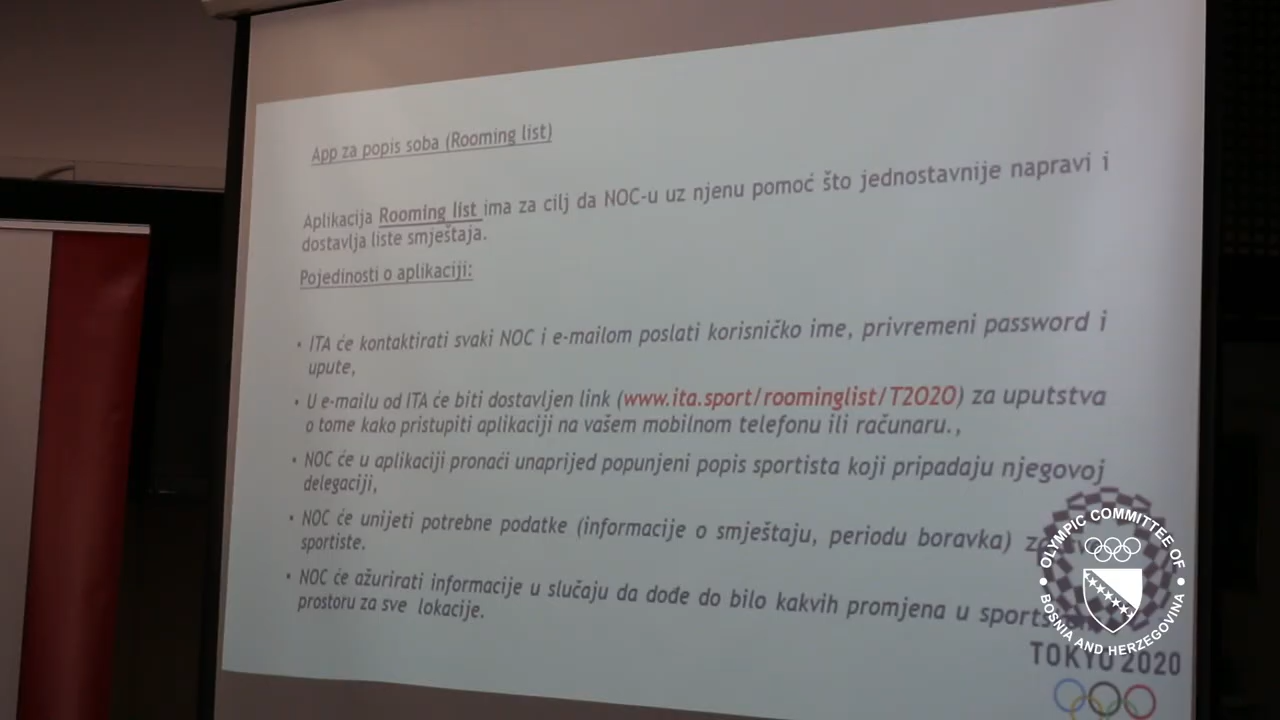 App za popis soba (Rooming list)
Aplikacija Rooming list ima za cilj da NOC-u uz njenu pomoć što jednostavnije napravi i
dostavlja liste smještaja.
Pojedinosti o aplikaciji:
• ITA će kontaktirati svaki NOC i e-mailom poslati korisničko ime, privremeni password i
upute,
• U e-mailu od ITA će biti dostavljen link (www.ita.sport/roominglist/T2020) za uputstva
o tome kako pristupiti aplikaciji na vašem mobilnom telefonu ili računaru.,
• NOC će u aplikaciji pronaći unaprijed popunjeni popis sportista koji pripadaju njegovoj
delegaciji,
• NOC će unijeti potrebne podatke (informacije o smještaju, periodu boravka)
sportiste.
• NOC će ažurirati informacije u slučaju da dođe do bilo kakvih promjena u
prostoru za sve lokacije.
OLYMPIC COMMITTEE OF
BOSNIA AND HERZEGOVINA
TOKYO 2020